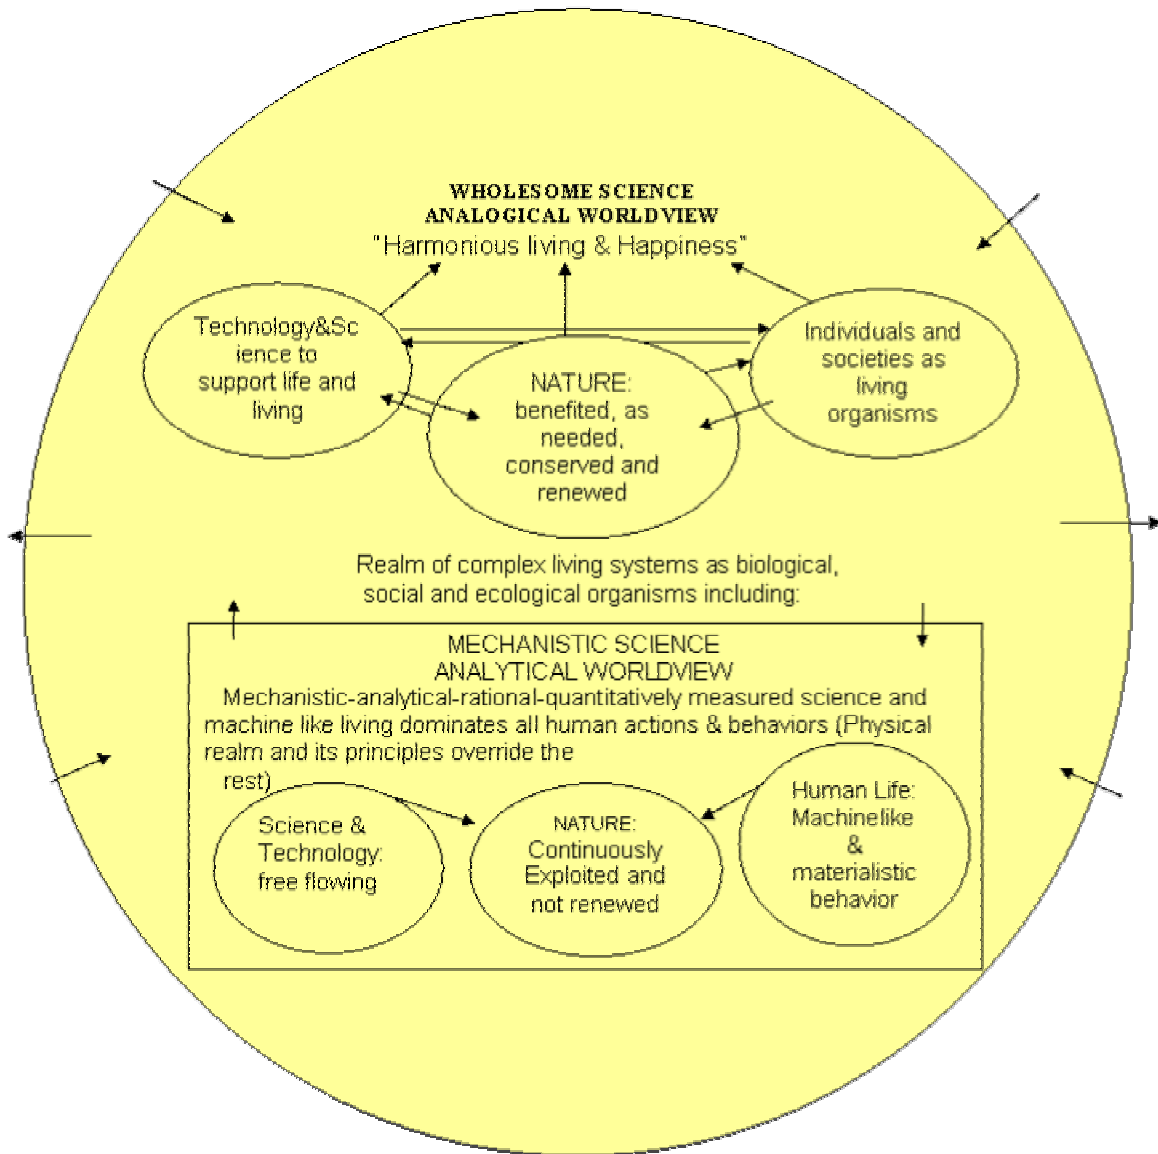 WHOLESOME SCIENCE
ANALOGICAL WORLDVIEW
"Harmonious living & Happiness"
Technology&Sc
ience to
support life and
living
NATURE:
benefited, as
needed,
conserved and
renewed
Individuals and
societies as
living
organisms
Realm of complex living systems as biological,
social and ecological organisms including:
MECHANISTIC SCIENCE
ANALYTICAL WORLDVIEW
Mechanistic-analytical-rational-quantitatively measured science and
machine like living dominates all human actions & behaviors (Physical
realm and its principles override the
rest)
Science &
Technology:
free flowing
NATURE:
Continuously
Exploited and
not renewed
Human Life:
Machinelike
&
materialistic
behavior